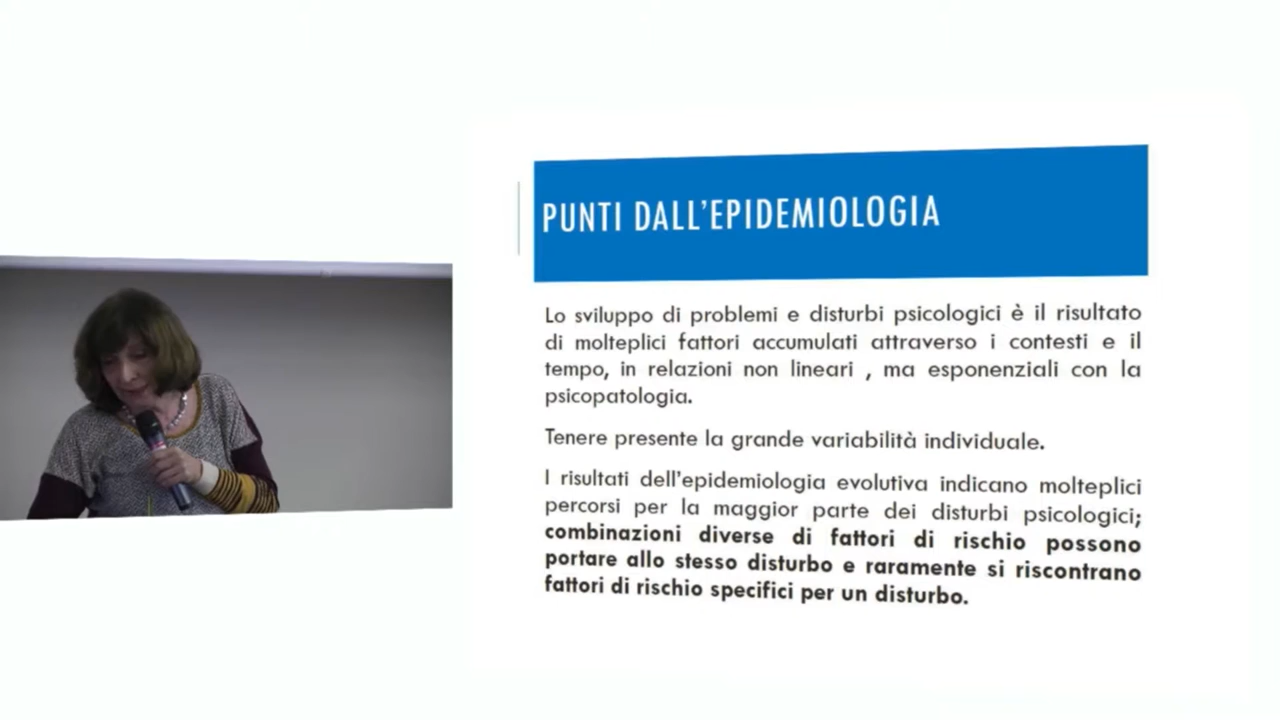 PUNTI DALL'EPIDEMIOLOGIA
Lo sviluppo di problemi e disturbi psicologici è il risultato
di molteplici fattori accumulati attraverso i contesti e il
tempo, in relazioni non lineari , ma esponenziali con la
psicopatologia.
Tenere presente la grande variabilità individuale.
I risultati dell'epidemiologia evolutiva indicano molteplici
percorsi per la maggior parte dei disturbi psicologici;
combinazioni diverse di fattori di rischio possono
portare allo stesso disturbo e raramente si riscontrano
fattori di rischio specifici per un disturbo.